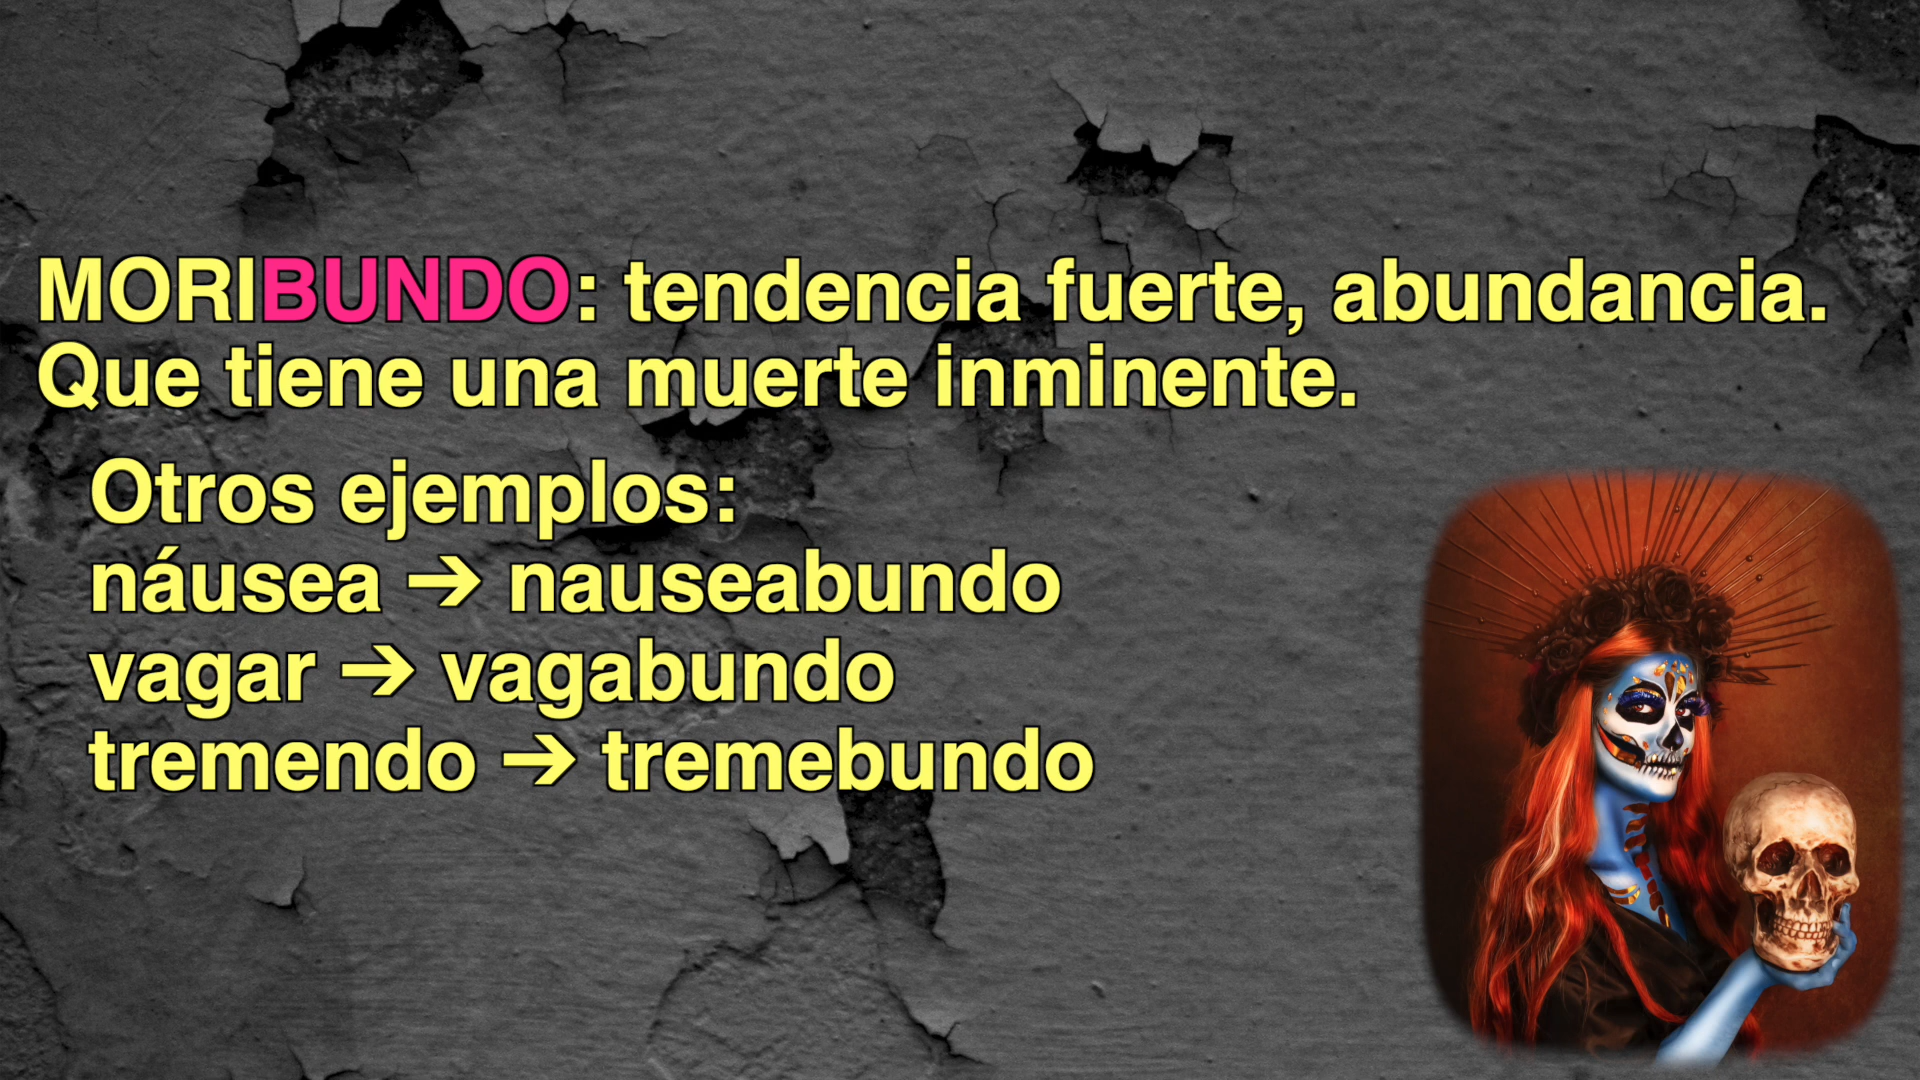 MORIBUNDO: tendencia fuerte, abundancia.
Que tiene una muerte inminente.
Otros ejemplos:
náusea → nauseabundo
vagar → vagabundo
tremendo → tremebundo